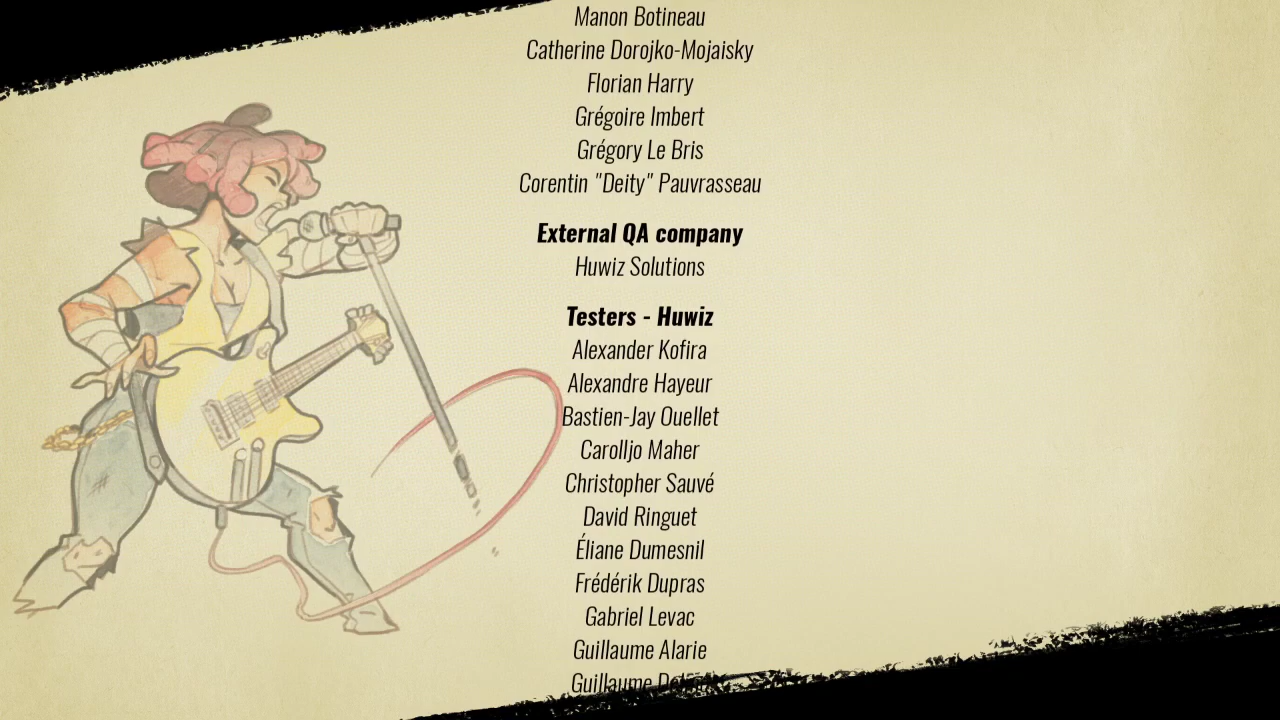 Manon Botineau
Catherine Dorojko-Mojaisky
Florian Harry
Grégoire Imbert
Grégory Le Bris
Corentin "Deity" Pauvrasseau
External QA company
Huwiz Solutions
Testers - Huwiz
Alexander Kofira
Alexandre Hayeur
Bastien-Jay Ouellet
Carolljo Maher
Christopher Sauvé
David Ringuet
Éliane Dumesnil
Frédérik Dupras
Gabriel Levac
Guillaume Alarie
Guillaume